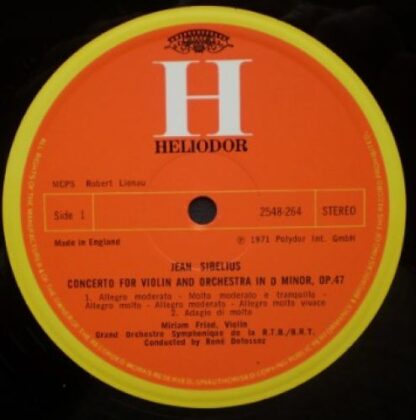 H
HELIODOR
MCPS Robert Lienau
Side 1 2548-264 STEREO
Made in England ℗ 1971 Polydor Int. GmbH
JEAN SIBELIUS
CONCERTO FOR VIOLIN AND ORCHESTRA IN D MINOR, OP.47
1. Allegro moderato - Molto moderato e tranquillo -
Allegro molto - Allegro moderato - Allegro molto vivace
2. Adagio di molto
Miriam Fried, Violin
Grand Orchestre Symphonique de la R.T.B./B.R.T.
Conducted by René Defossez